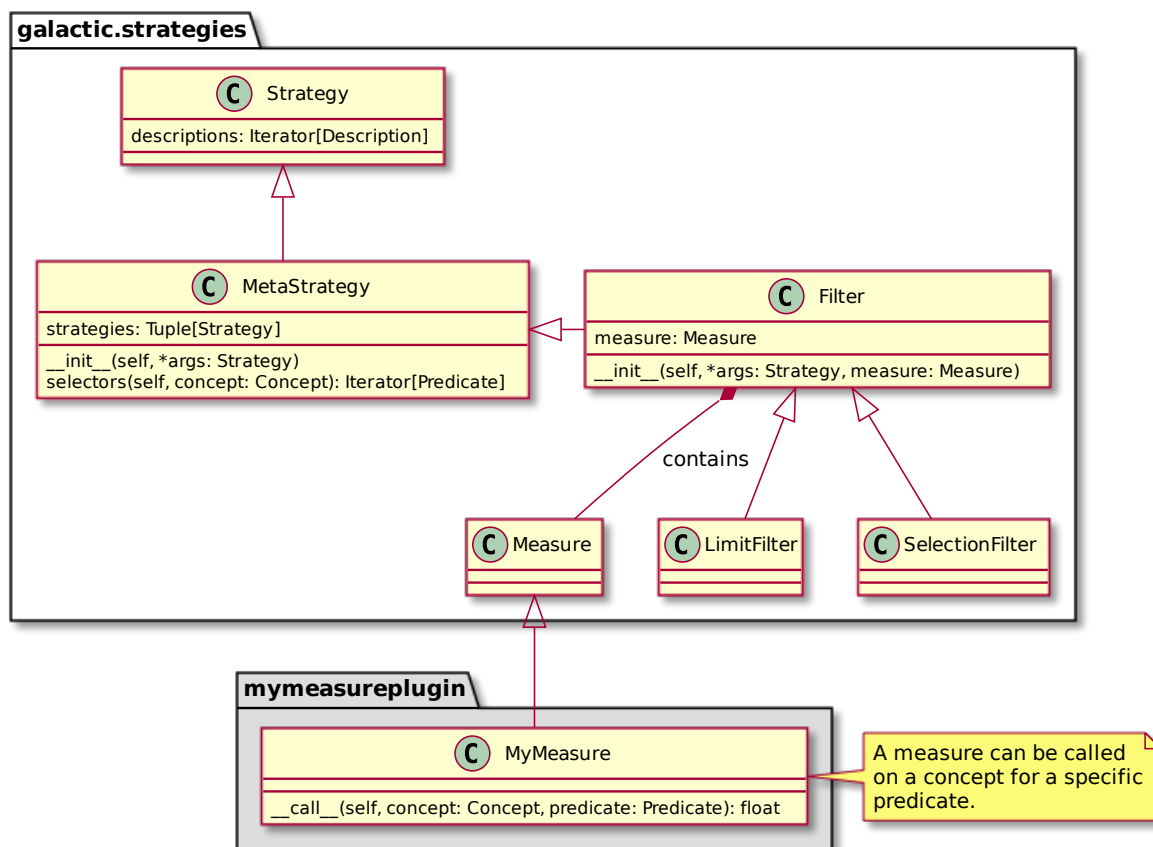 galactic.strategies
C Strategy
descriptions: Iterator[Description]
C MetaStrategy
strategies: Tuple[Strategy]
__init__(self, *args: Strategy)
selectors(self, concept: Concept): Iterator[Predicate]
C Filter
measure: Measure
__init__(self, *args: Strategy, measure: Measure)
contains
C Measure
C LimitFilter
C SelectionFilter
mymeasureplugin
C MyMeasure
__call__(self, concept: Concept, predicate: Predicate): float
A measure can be called
on a concept for a specific
predicate.